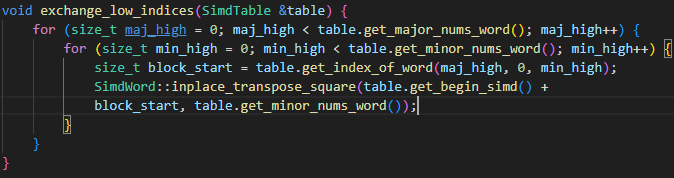 void exchange_low_indices(SimdTable &table) {
    for (size_t maj_high = 0; maj_high < table.get_major_nums_word(); maj_high++) {
        for (size_t min_high = 0; min_high < table.get_minor_nums_word(); min_high++) {
            size_t block_start = table.get_index_of_word(maj_high, 0, min_high);
            SimdWord::inplace_transpose_square(table.get_begin_simd() +
            block_start, table.get_minor_nums_word());
        }
    }
}